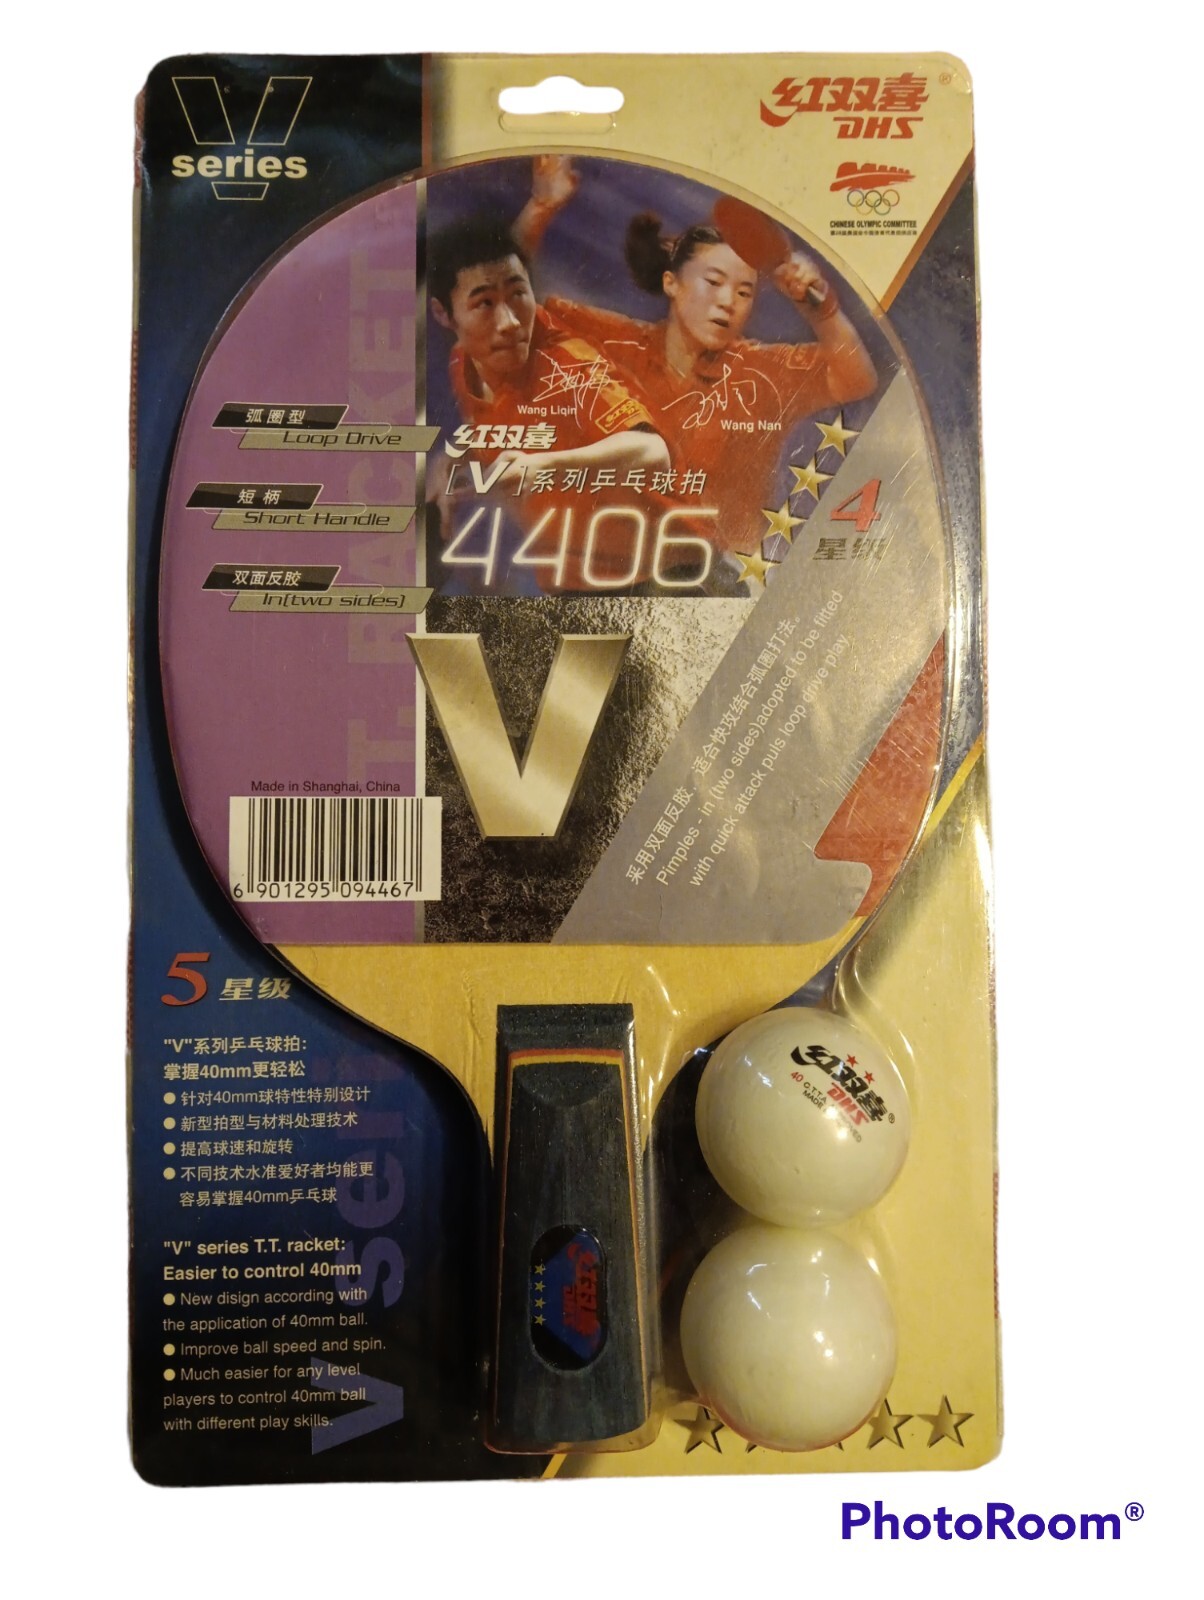 V
series
红双喜®
DHS
CHINESE OLYMPIC COMMITTEE
T. RACKET
Wang Liqin
Wang Nan
弧圈型
Loop Drive
短柄
Short Handle
双面反胶
In(two sides)
红双喜
[V]系列乒乓球拍
4406
4
星级
V
采用双面反胶、适合快攻结合弧圈打法。
Pimples - in (two sides)adopted to be fitted
with quick attack puls loop drive play.
Made in Shanghai, China
6 901295 094467
5 星级
"V"系列乒乓球拍:
掌握40mm更轻松
● 针对40mm球特性特别设计
● 新型拍型与材料处理技术
● 提高球速和旋转
● 不同技术水准爱好者均能更
容易掌握40mm乒乓球
"V" series T.T. racket:
Easier to control 40mm
● New disign according with
the application of 40mm ball.
● Improve ball speed and spin.
● Much easier for any level
players to control 40mm ball
with different play skills.
V Seri
红双喜®
DHS
40 C.T.T.A.
PhotoRoom®